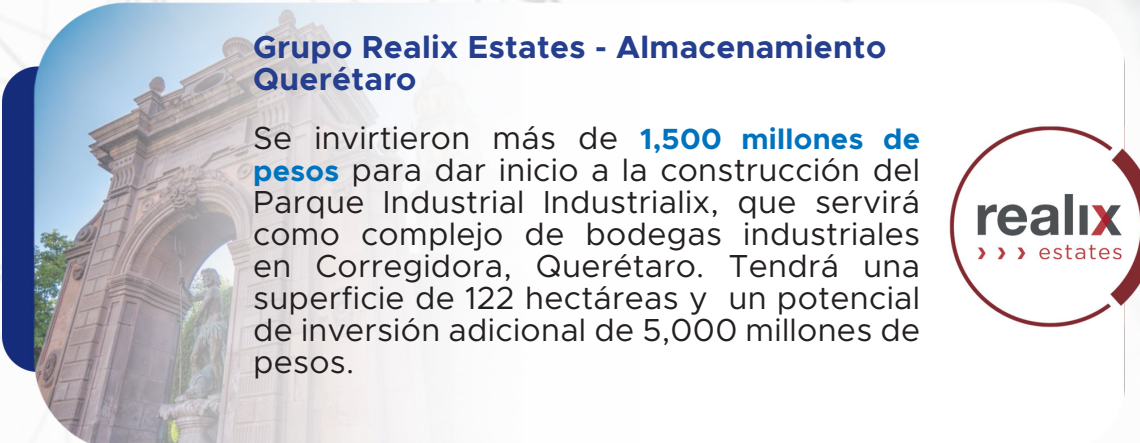 Grupo Realix Estates - Almacenamiento
Querétaro
Se invirtieron más de 1,500 millones de
pesos para dar inicio a la construcción del
Parque Industrial Industrialix, que servirá
como complejo de bodegas industriales
en Corregidora, Querétaro. Tendrá una
superficie de 122 hectáreas y un potencial
de inversión adicional de 5,000 millones de
pesos.
realıx
››› estates